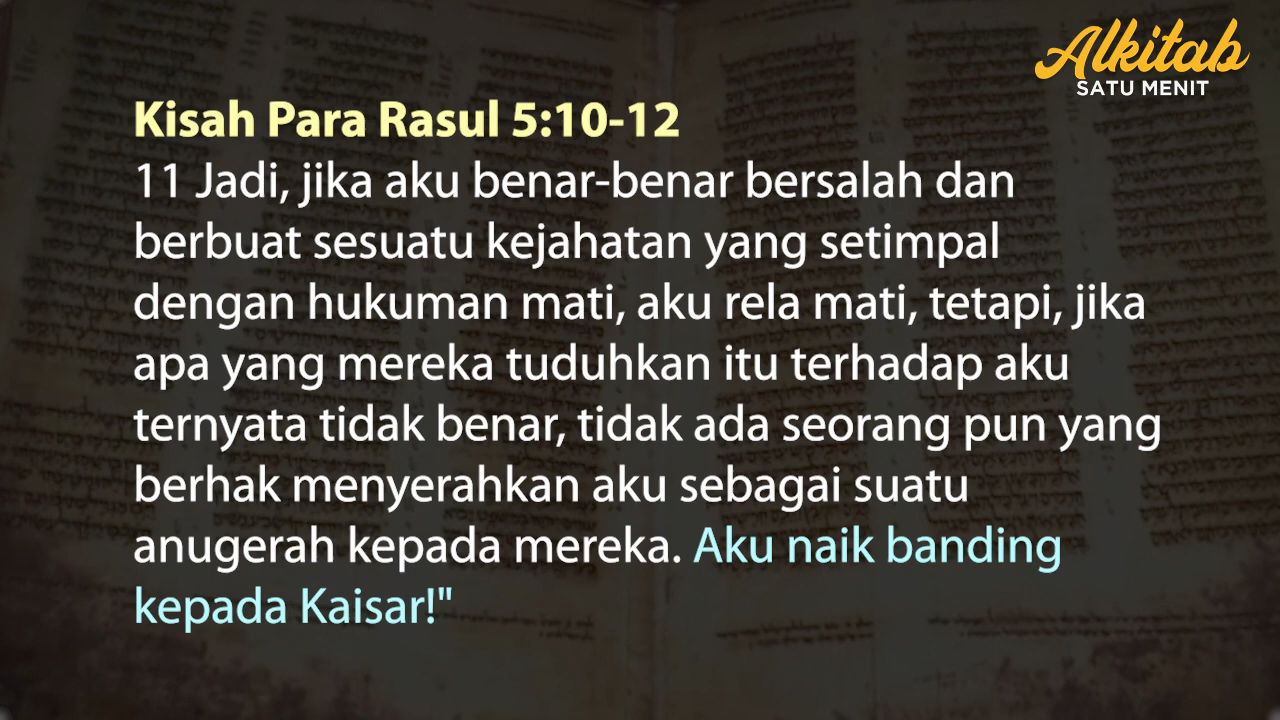 Alkitab
SATU MENIT
Kisah Para Rasul 5:10-12
11 Jadi, jika aku benar-benar bersalah dan
berbuat sesuatu kejahatan yang setimpal
dengan hukuman mati, aku rela mati, tetapi, jika
apa yang mereka tuduhkan itu terhadap aku
ternyata tidak benar, tidak ada seorang pun yang
berhak menyerahkan aku sebagai suatu
anugerah kepada mereka. Aku naik banding
kepada Kaisar!"